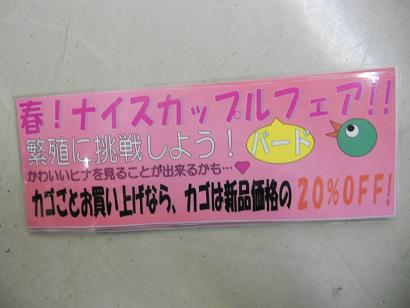 春！ナイスカップルフェア!!
繁殖に挑戦しよう！ バード
かわいいヒナを見ることが出来るかも…♥
カゴごとお買い上げなら、カゴは新品価格の20%OFF!